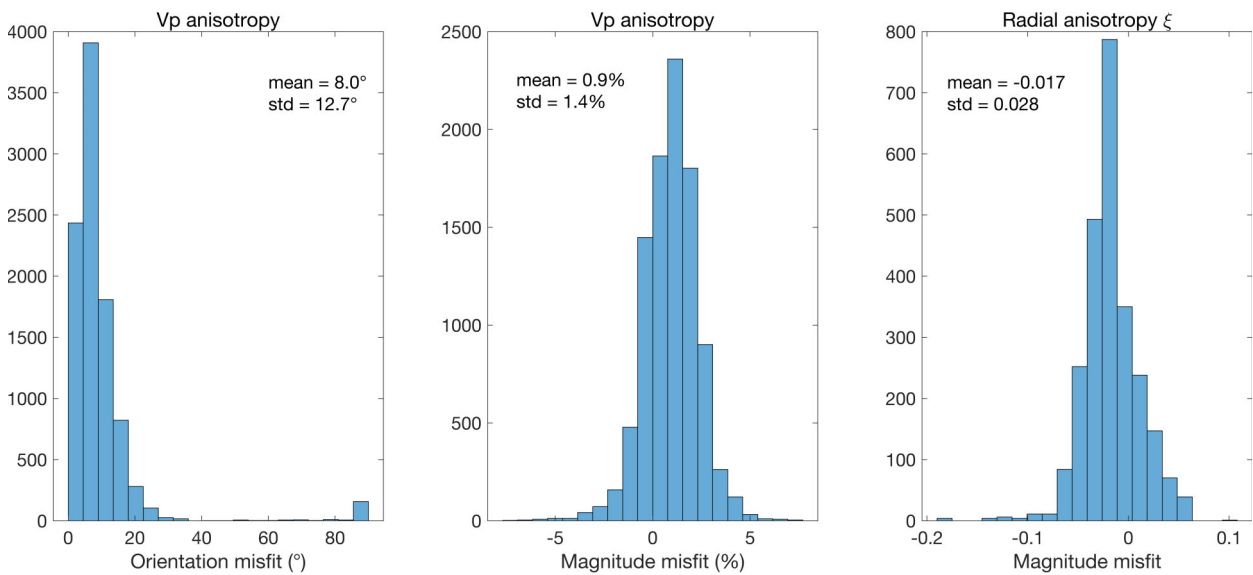 Vp anisotropy
4000
3500
3000
2500
2000
1500
1000
500
0
mean = 8.0°
std = 12.7°
0 20 40 60 80
Orientation misfit (°)
Vp anisotropy
2500
2000
1500
1000
500
0
mean = 0.9%
std = 1.4%
-5 0 5
Magnitude misfit (%)
Radial anisotropy ξ
800
700
600
500
400
300
200
100
0
mean = -0.017
std = 0.028
-0.2 -0.1 0 0.1
Magnitude misfit